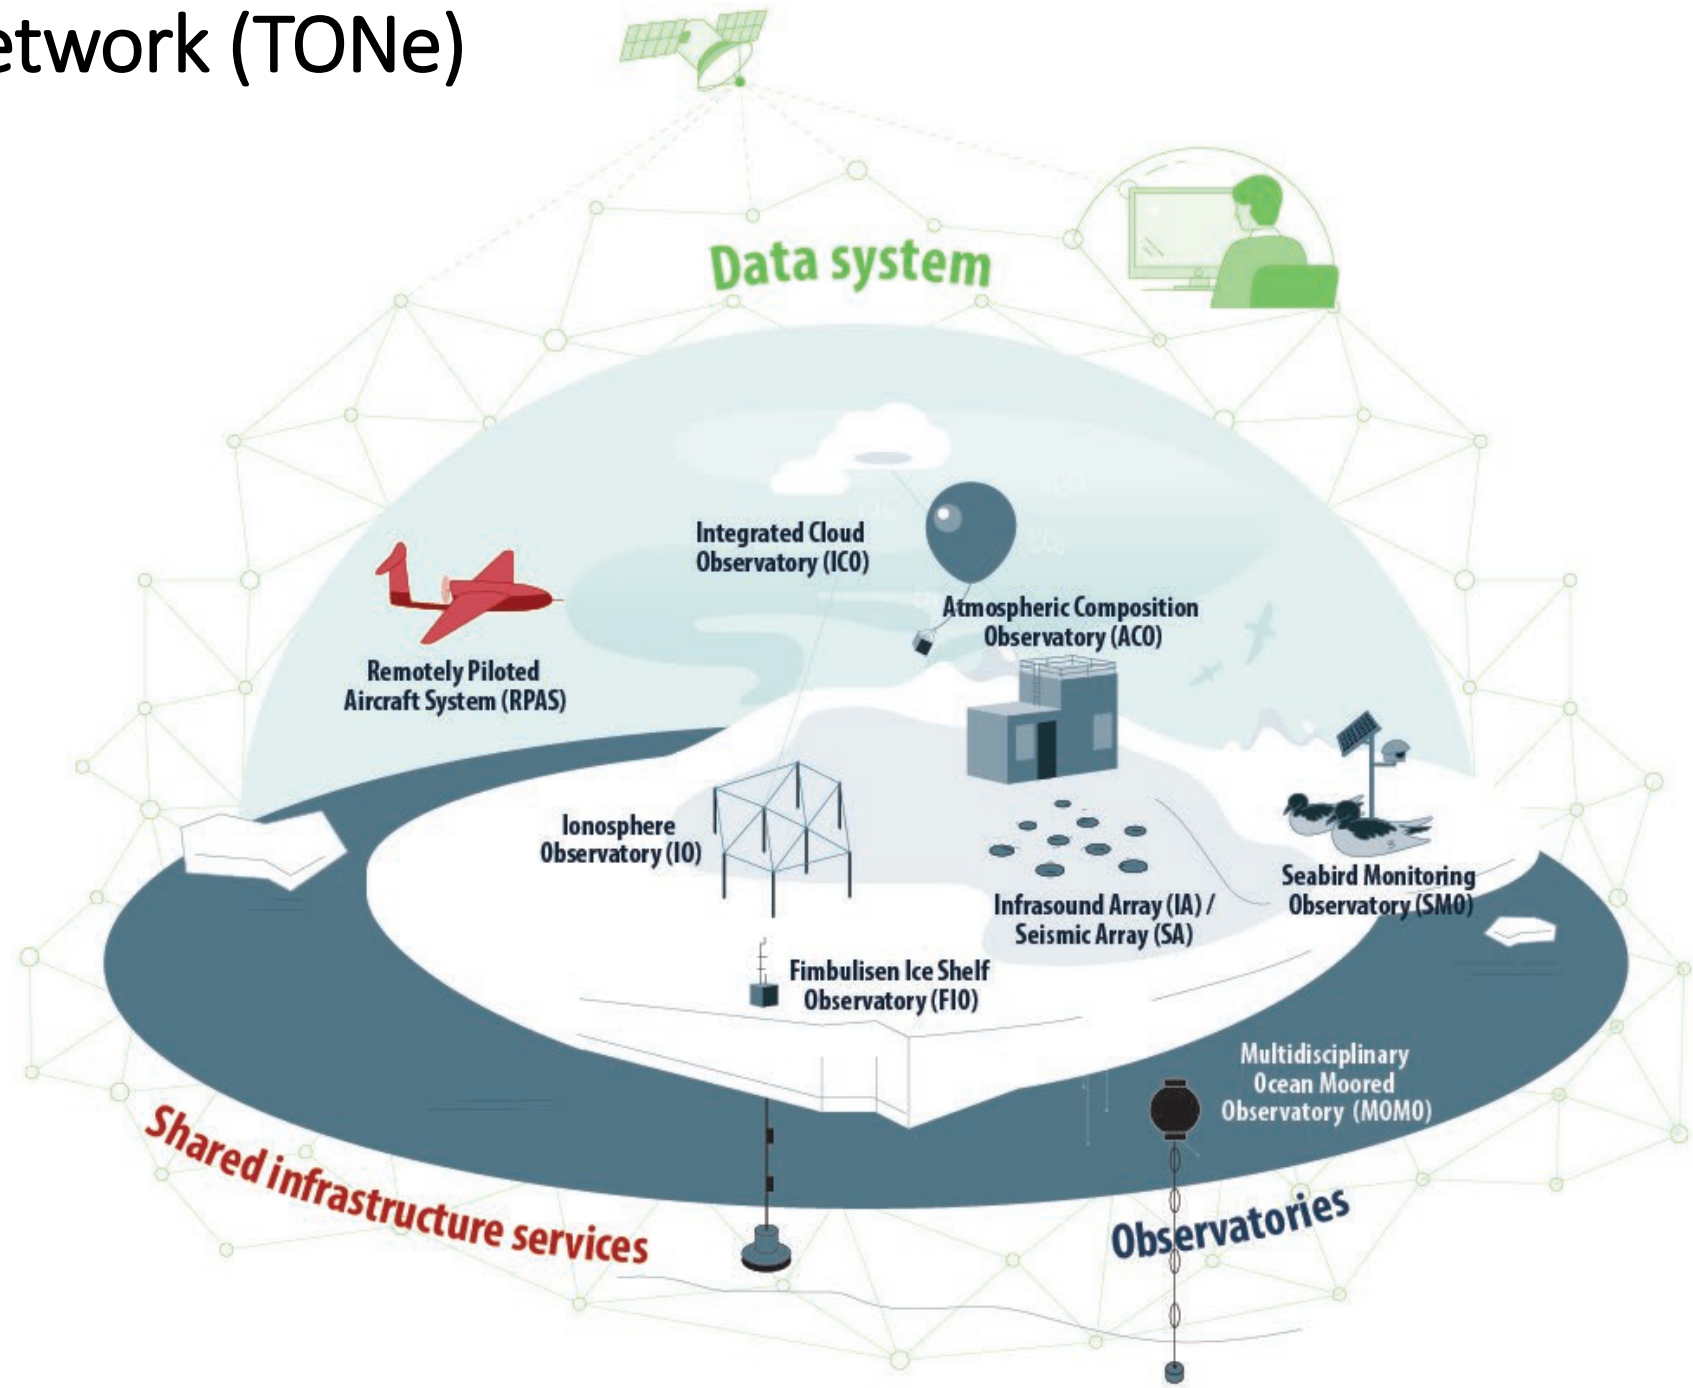 etwork (TONe)
Data system
Integrated Cloud
Observatory (ICO)
Atmospheric Composition
Observatory (ACO)
Remotely Piloted
Aircraft System (RPAS)
Ionosphere
Observatory (IO)
Seabird Monitoring
Observatory (SMO)
Infrasound Array (IA) /
Seismic Array (SA)
Fimbulisen Ice Shelf
Observatory (FIO)
Multidisciplinary
Ocean Moored
Observatory (MOMO)
Shared infrastructure services
Observatories